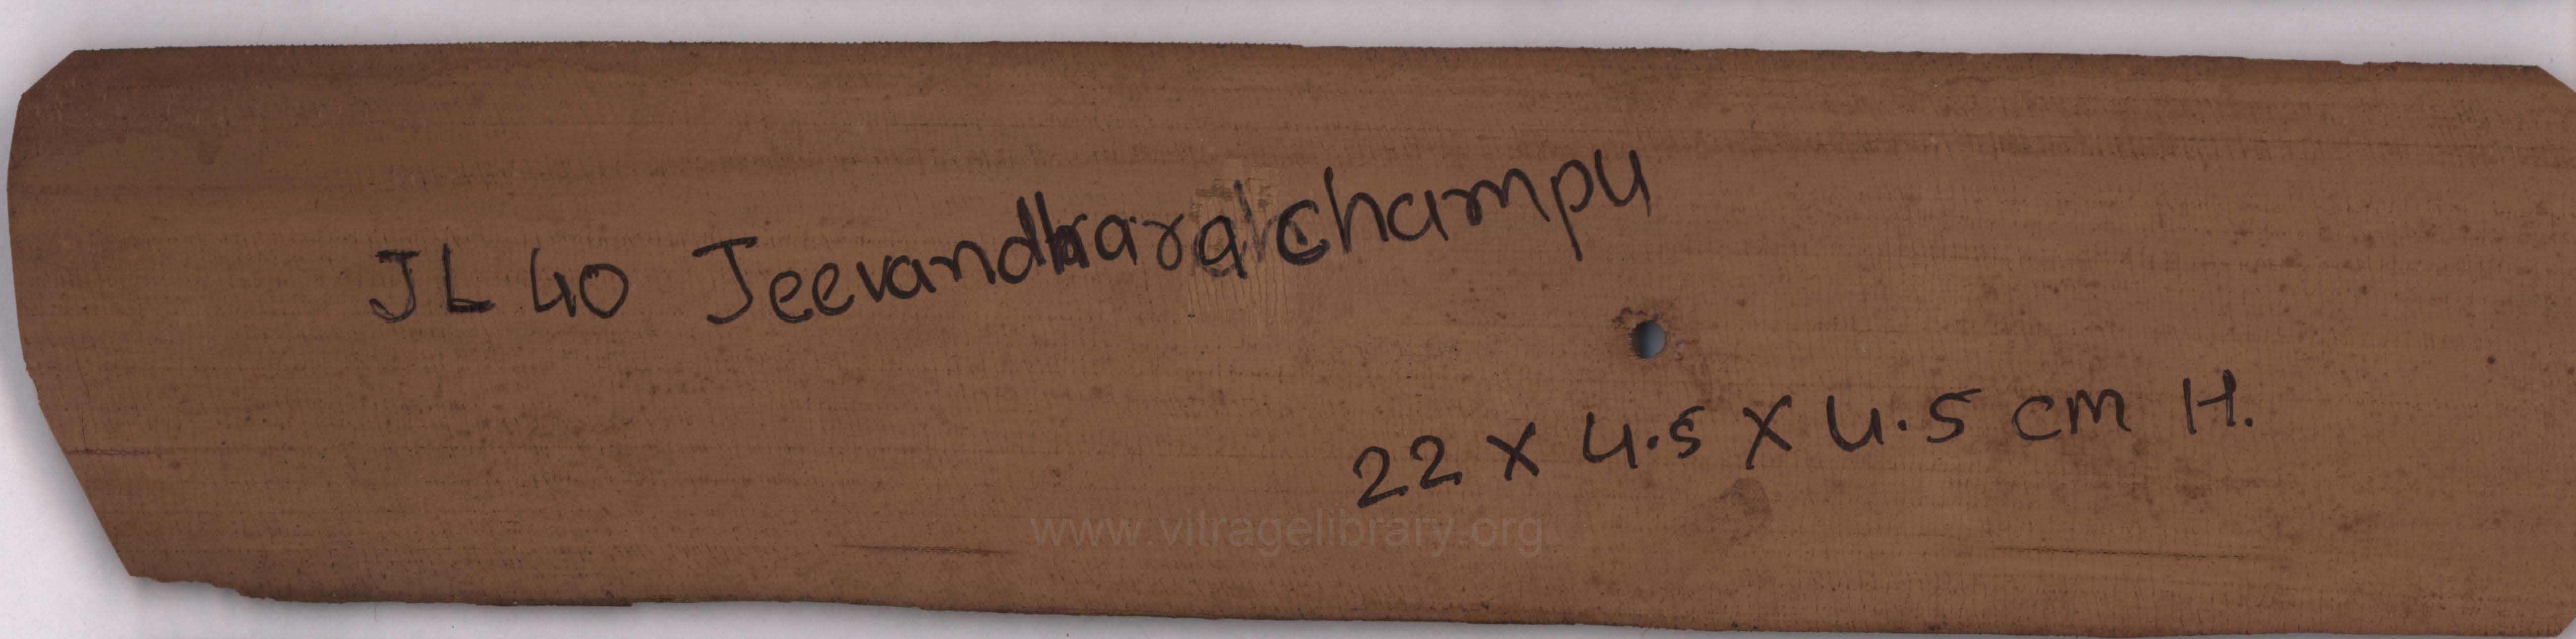 JL 40 Jeevandharachampu
22 X 4.5 X 4.5 cm H.
www.vitragelibrary.org